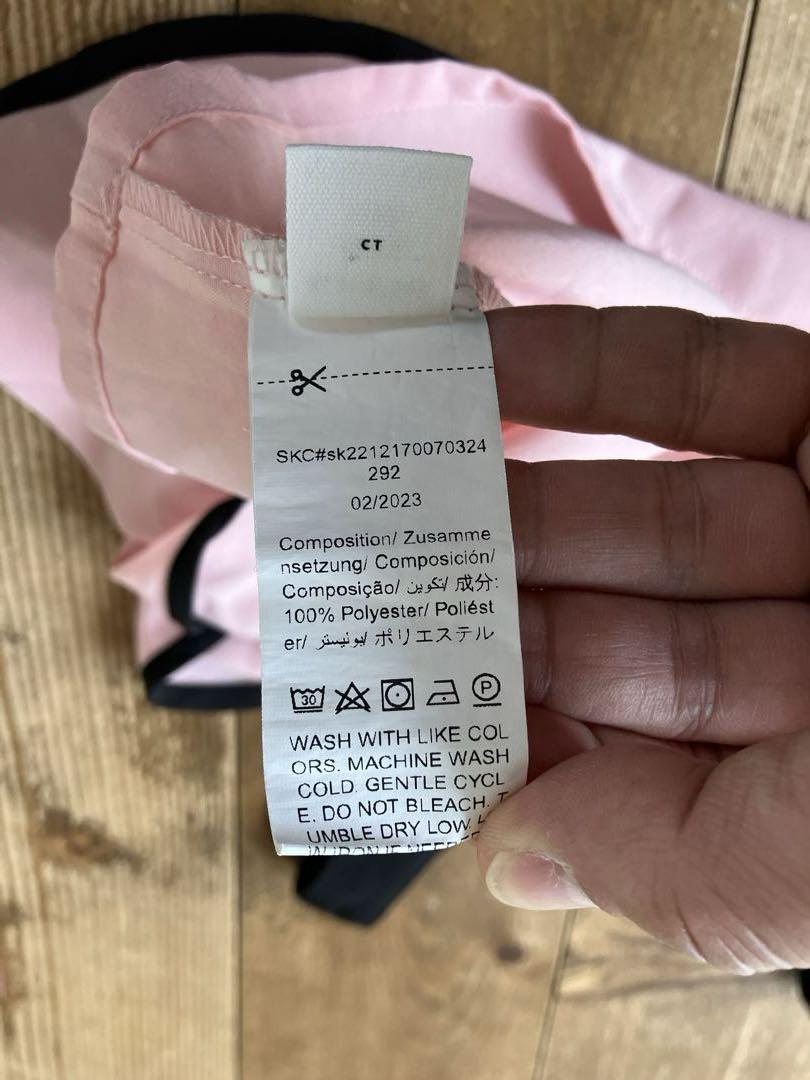 CT
SKC#sk2212170070324
292
02/2023
Composition/ Zusamme
nsetzung/ Composición/
Composição/ تكوين/ 成分:
100% Polyester/ Poliést
er/ بوليستر/ ポリエステル
30 P
WASH WITH LIKE COL
ORS. MACHINE WASH
COLD. GENTLE CYCL
E. DO NOT BLEACH. T
UMBLE DRY LOW.